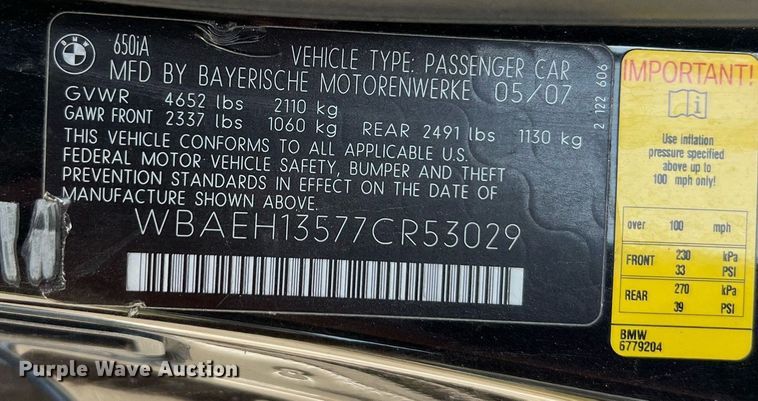 BMW
650iA
VEHICLE TYPE: PASSENGER CAR
MFD BY BAYERISCHE MOTORENWERKE 05/07
GVWR 4652 lbs 2110 kg
GAWR FRONT 2337 lbs 1060 kg REAR 2491 lbs 1130 kg
THIS VEHICLE CONFORMS TO ALL APPLICABLE U.S.
FEDERAL MOTOR VEHICLE SAFETY, BUMPER AND THEFT
PREVENTION STANDARDS IN EFFECT ON THE DATE OF
MANUFACTURE SHOWN ABOVE.
WBAEH13577CR53029
2 122 606
IMPORTANT!
Use inflation
pressure specified
above up to
100 mph only!
over 100 mph
FRONT 230 kPa
33 PSI
REAR 270 kPa
39 PSI
BMW
6779204
Purple Wave Auction